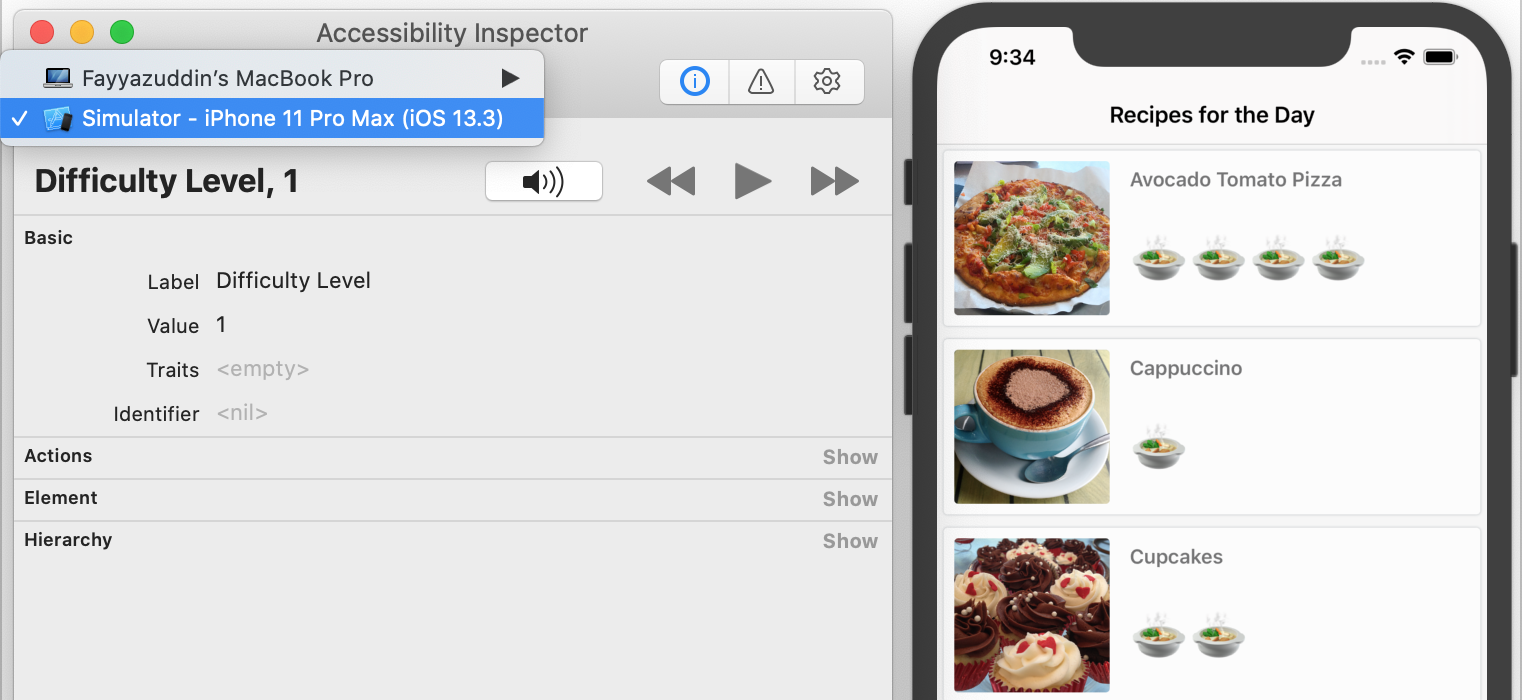 Accessibility Inspector
Fayyazuddin’s MacBook Pro
Simulator - iPhone 11 Pro Max (iOS 13.3)
Difficulty Level, 1
Basic
Label Difficulty Level
Value 1
Traits <empty>
Identifier <nil>
Actions Show
Element Show
Hierarchy Show
9:34
Recipes for the Day
Avocado Tomato Pizza
Cappuccino
Cupcakes